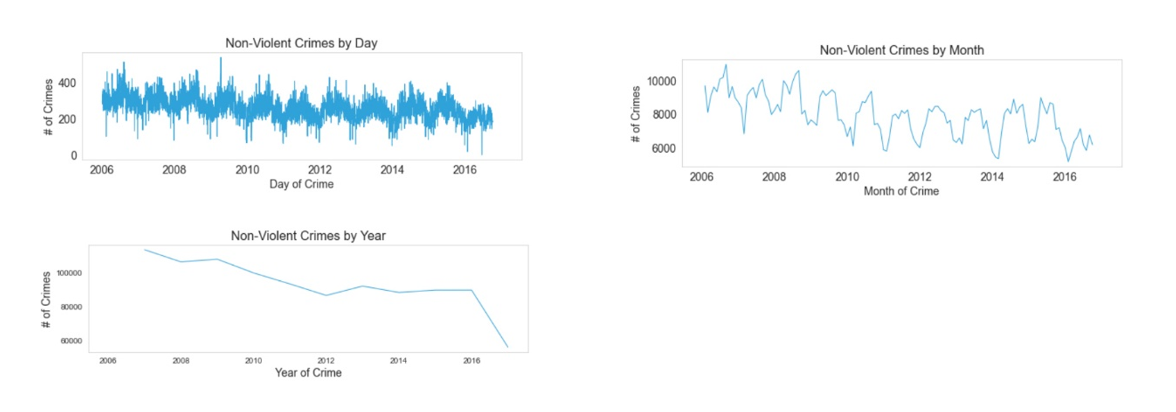 Non-Violent Crimes by Day
# of Crimes
400
200
0
2006 2008 2010 2012 2014 2016
Day of Crime
Non-Violent Crimes by Month
# of Crimes
10000
8000
6000
2006 2008 2010 2012 2014 2016
Month of Crime
Non-Violent Crimes by Year
# of Crimes
100000
80000
60000
2006 2008 2010 2012 2014 2016
Year of Crime